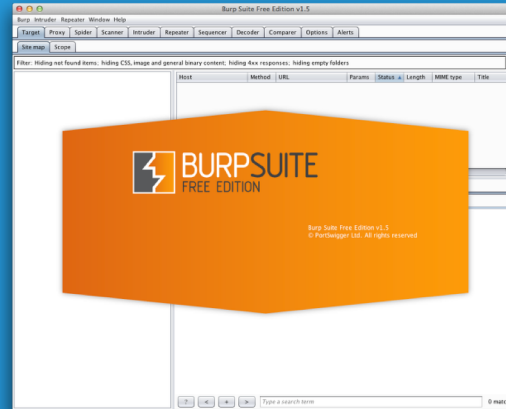 Burp Suite Free Edition v1.5
Burp Intruder Repeater Window Help
Target Proxy Spider Scanner Intruder Repeater Sequencer Decoder Comparer Options Alerts
Site map Scope
Filter: Hiding not found items; hiding CSS, image and general binary content; hiding 4xx responses; hiding empty folders
Host Method URL Params Status Length MIME type Title
BURPSUITE
FREE EDITION
Burp Suite Free Edition v1.5
© PortSwigger Ltd. All rights reserved
? < + > Type a search term 0 matc